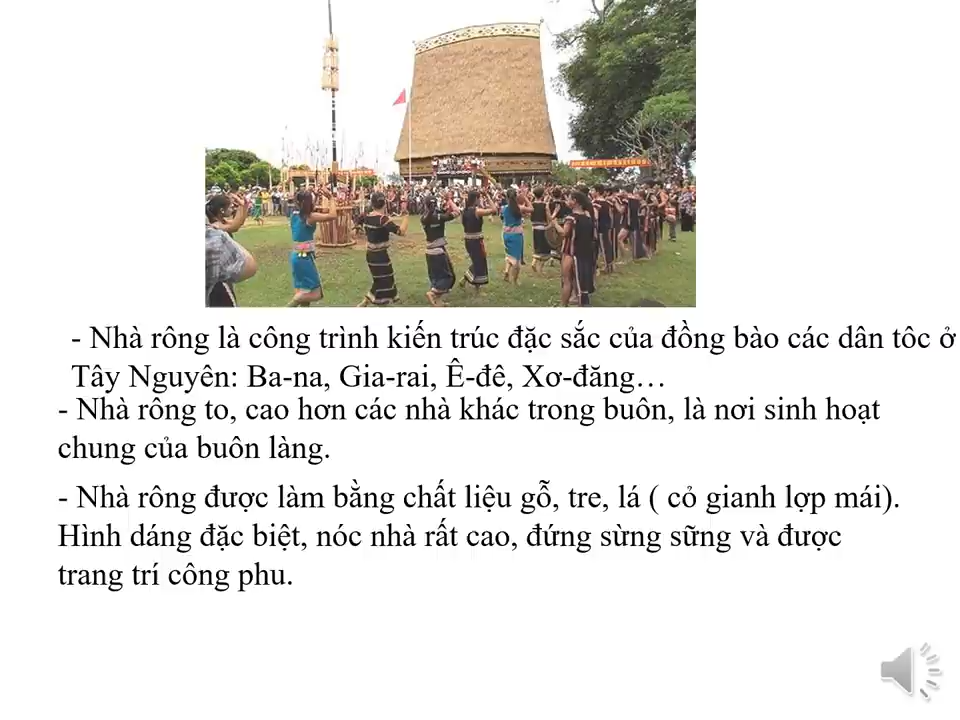 - Nhà rông là công trình kiến trúc đặc sắc của đồng bào các dân tôc ở
Tây Nguyên: Ba-na, Gia-rai, Ê-đê, Xơ-đăng…
- Nhà rông to, cao hơn các nhà khác trong buôn, là nơi sinh hoạt
chung của buôn làng.
- Nhà rông được làm bằng chất liệu gỗ, tre, lá ( cỏ gianh lợp mái).
Hình dáng đặc biệt, nóc nhà rất cao, đứng sừng sững và được
trang trí công phu.